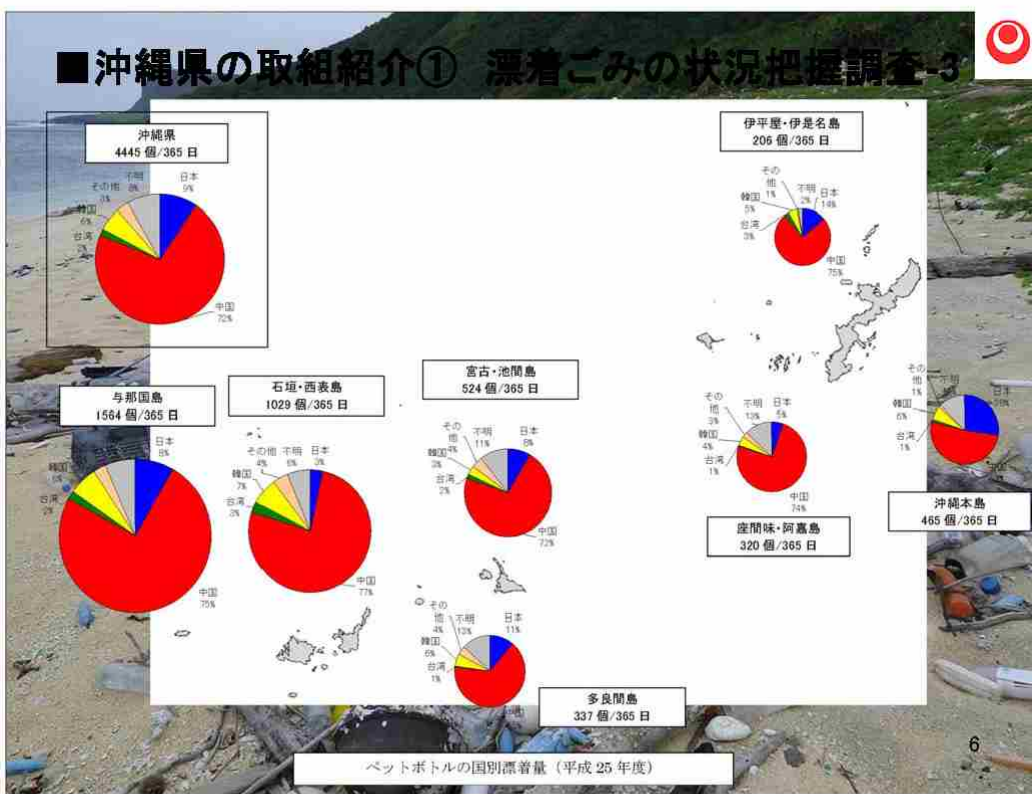 ■沖縄県の取組紹介① 漂着ごみの状況把握調査-3
沖縄県
4445 個/365 日
その他
3%
不明
8%
日本
9%
韓国
6%
台湾
2%
中国
72%
伊平屋・伊是名島
206 個/365 日
その
他
1%
不明
2%
日本
14%
韓国
5%
台湾
3%
中国
75%
与那国島
1564 個/365 日
日本
8%
韓国
台湾
2%
中国
75%
石垣・西表島
1029 個/365 日
その他
4%
不明
6%
日本
3%
韓国
7%
台湾
3%
中国
77%
宮古・池間島
524 個/365 日
その
他
4%
不明
11%
日本
8%
韓国
3%
台湾
2%
中国
72%
その
他
3%
不明
13%
日本
5%
韓国
4%
台湾
1%
中国
74%
座間味・阿嘉島
320 個/365 日
その
他
1%
日本
韓国
6%
台湾
1%
沖縄本島
465 個/365 日
その
他
4%
不明
13%
日本
11%
韓国
6%
台湾
1%
多良間島
337 個/365 日
ペットボトルの国別漂着量（平成 25 年度）
6